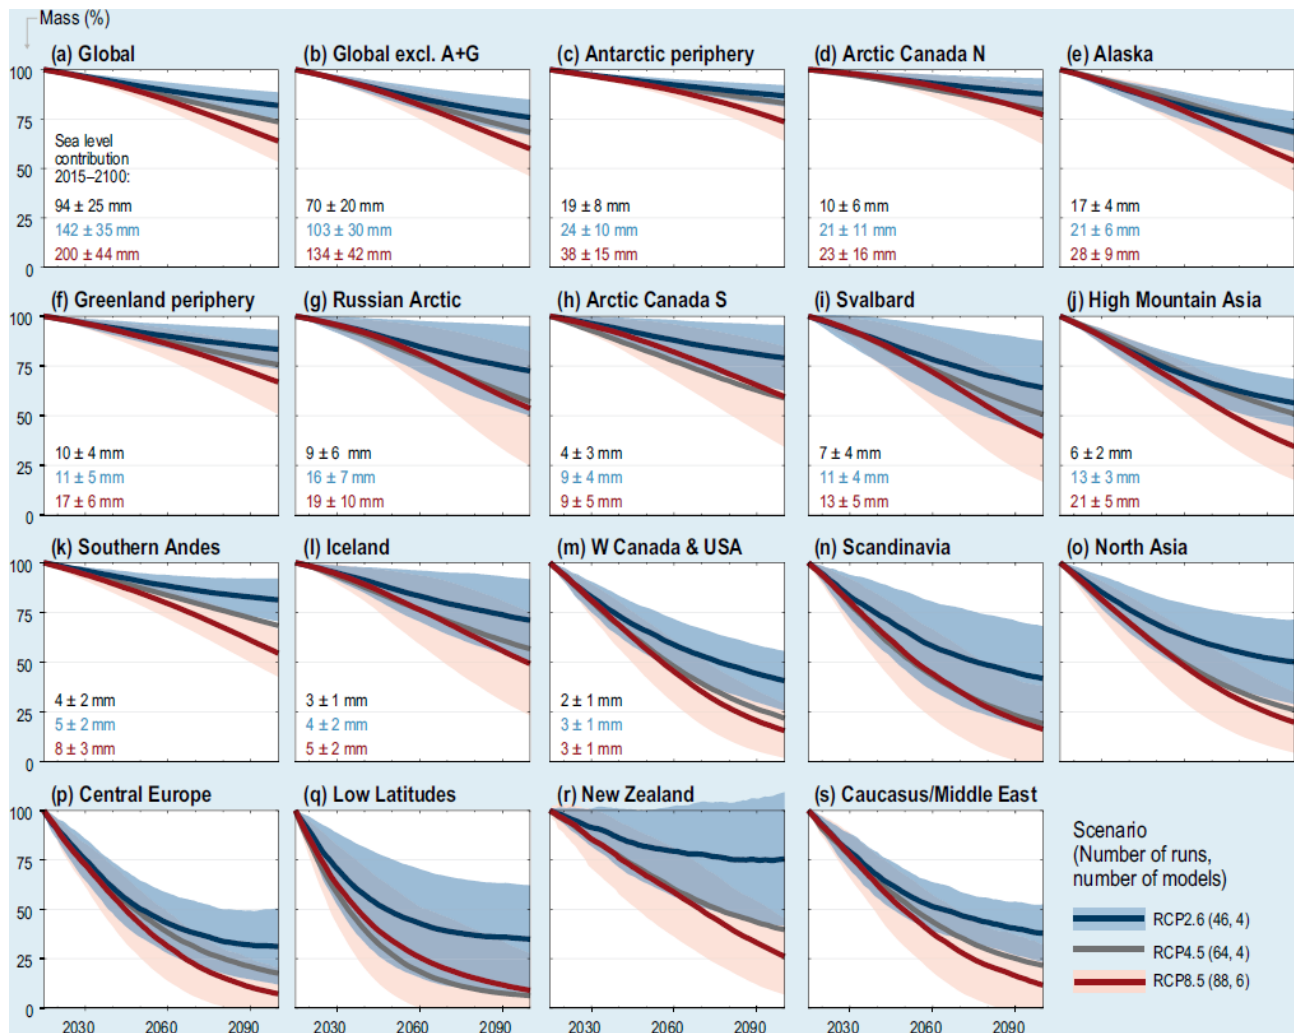 Mass (%)
(a) Global
(b) Global excl. A+G
(c) Antarctic periphery
(d) Arctic Canada N
(e) Alaska
100
75
50
25
0
Sea level
contribution
2015–2100:
94 ± 25 mm
142 ± 35 mm
200 ± 44 mm
70 ± 20 mm
103 ± 30 mm
134 ± 42 mm
19 ± 8 mm
24 ± 10 mm
38 ± 15 mm
10 ± 6 mm
21 ± 11 mm
23 ± 16 mm
17 ± 4 mm
21 ± 6 mm
28 ± 9 mm
(f) Greenland periphery
(g) Russian Arctic
(h) Arctic Canada S
(i) Svalbard
(j) High Mountain Asia
100
75
50
25
0
10 ± 4 mm
11 ± 5 mm
17 ± 6 mm
9 ± 6 mm
16 ± 7 mm
19 ± 10 mm
4 ± 3 mm
9 ± 4 mm
9 ± 5 mm
7 ± 4 mm
11 ± 4 mm
13 ± 5 mm
6 ± 2 mm
13 ± 3 mm
21 ± 5 mm
(k) Southern Andes
(l) Iceland
(m) W Canada & USA
(n) Scandinavia
(o) North Asia
100
75
50
25
0
4 ± 2 mm
5 ± 2 mm
8 ± 3 mm
3 ± 1 mm
4 ± 2 mm
5 ± 2 mm
2 ± 1 mm
3 ± 1 mm
3 ± 1 mm
(p) Central Europe
(q) Low Latitudes
(r) New Zealand
(s) Caucasus/Middle East
100
75
50
25
0
2030 2060 2090
2030 2060 2090
2030 2060 2090
2030 2060 2090
Scenario
(Number of runs,
number of models)
RCP2.6 (46, 4)
RCP4.5 (64, 4)
RCP8.5 (88, 6)